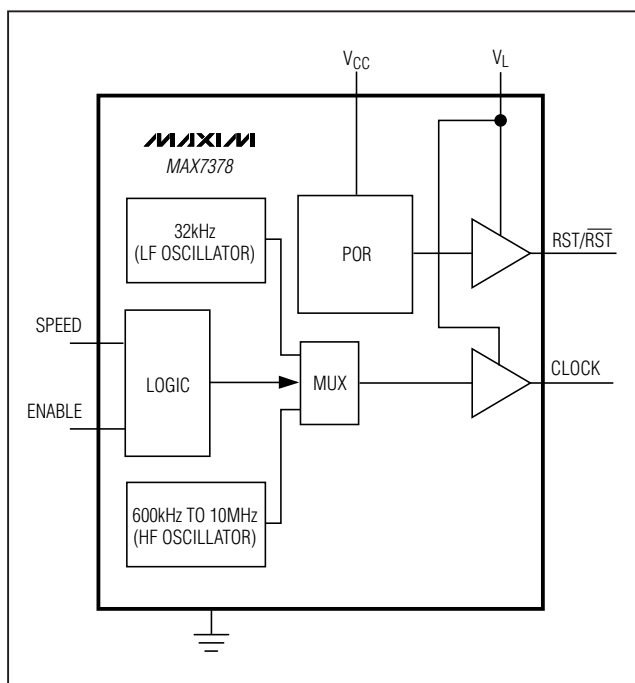 VCC
VL
MAXIM
MAX7378
32kHz
(LF OSCILLATOR)
POR
RST/R̅S̅T̅
SPEED
LOGIC
MUX
CLOCK
ENABLE
600kHz TO 10MHz
(HF OSCILLATOR)